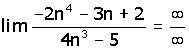 lim (-2n⁴ - 3n + 2)/(4n³ - 5) = ∞/∞